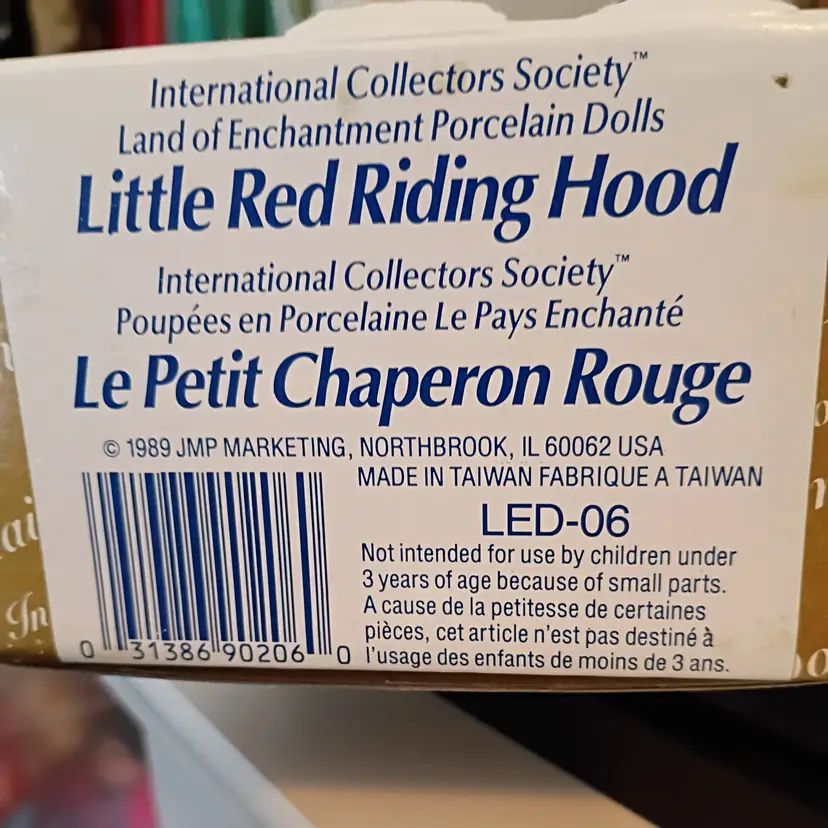 International Collectors Society™
Land of Enchantment Porcelain Dolls
Little Red Riding Hood
International Collectors Society™
Poupées en Porcelaine Le Pays Enchanté
Le Petit Chaperon Rouge
© 1989 JMP MARKETING, NORTHBROOK, IL 60062 USA
MADE IN TAIWAN FABRIQUE A TAIWAN
LED-06
Not intended for use by children under
3 years of age because of small parts.
A cause de la petitesse de certaines
pièces, cet article n'est pas destiné à
l'usage des enfants de moins de 3 ans.
0 31386 90206 0
ai
In